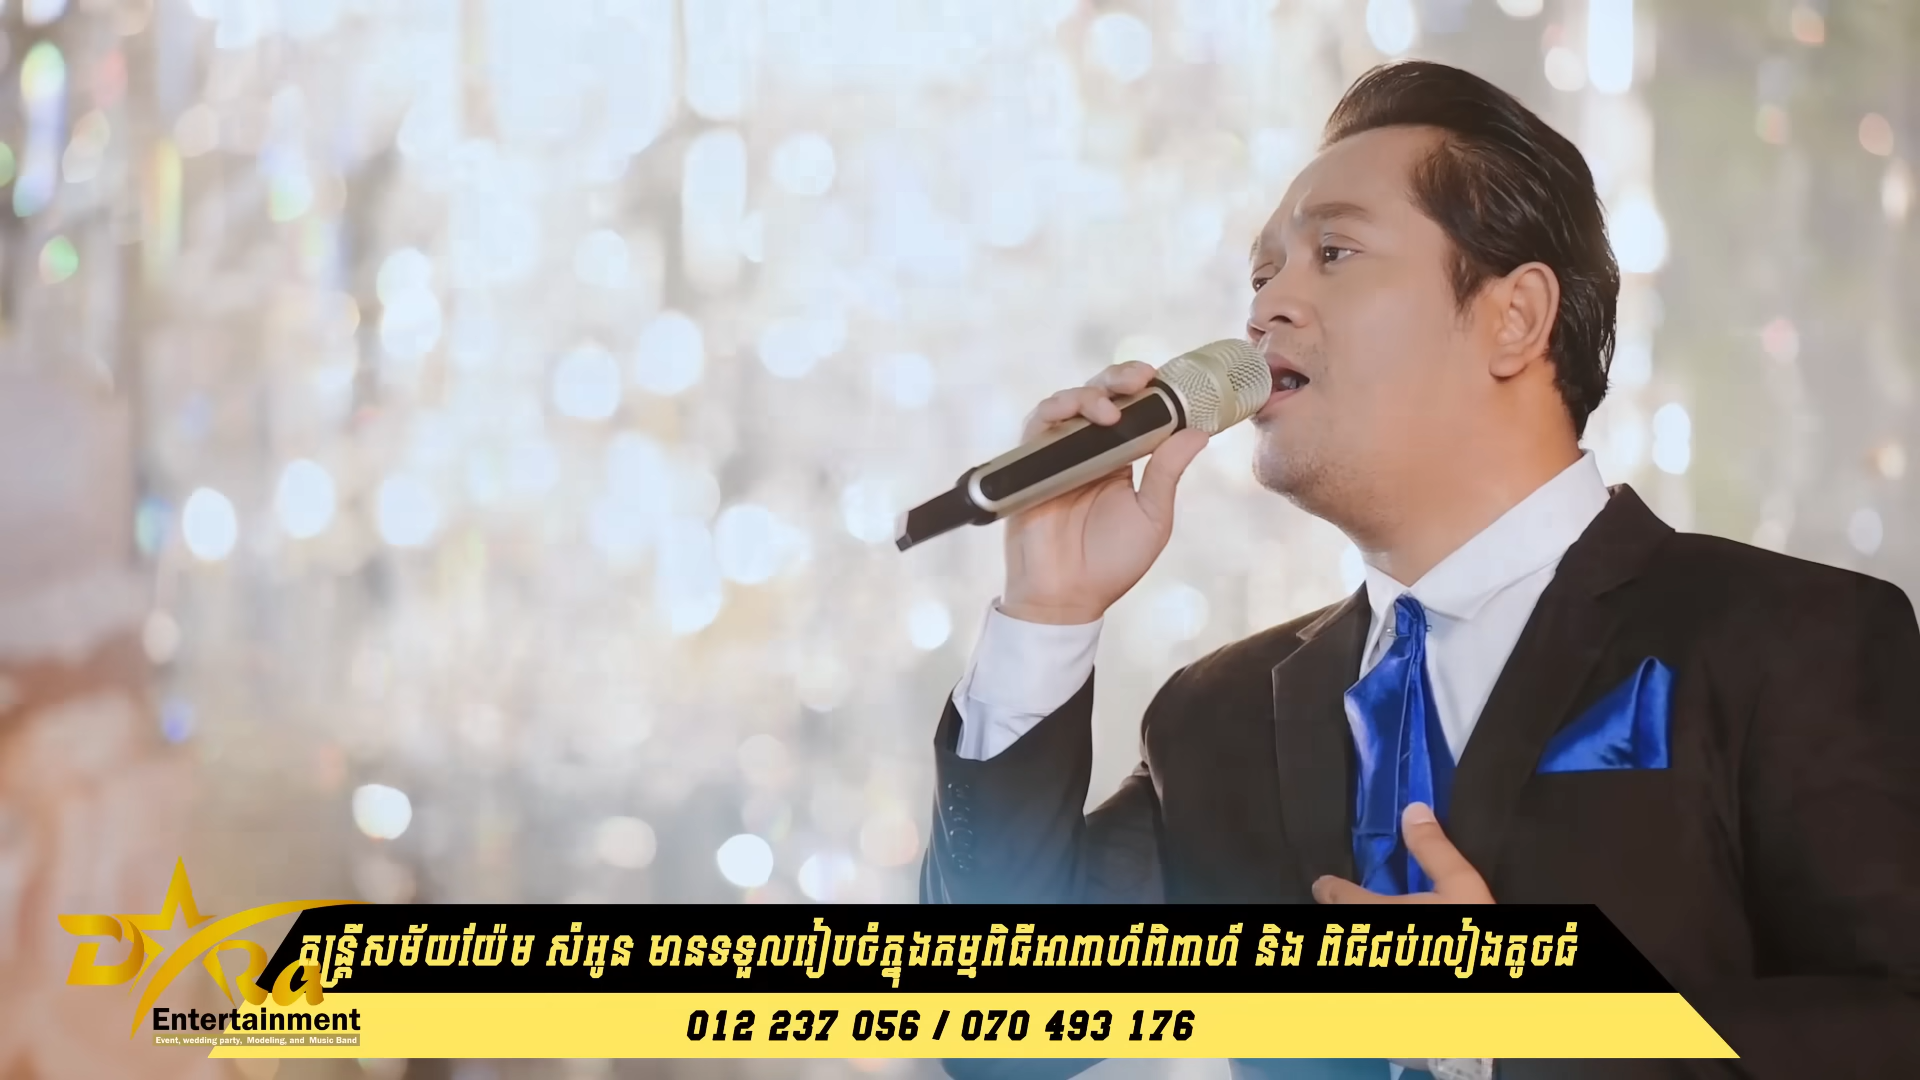 តន្ត្រីសម័យយ៉ែម សំអូន មានទទួលរៀបចំក្នុងកម្មពិធីអាពាហ៍ពិពាហ៍ និង ពិធីជប់លៀងតូចធំ
DARa
Entertainment
Event, wedding party, Modeling, and Music Band
012 237 056 / 070 493 176